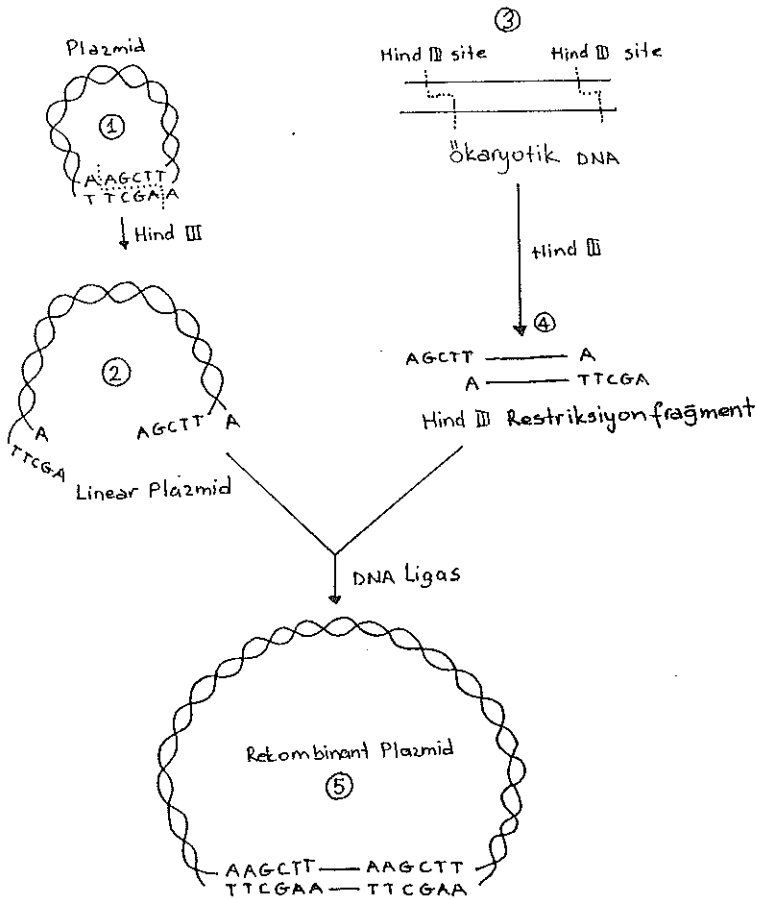 Plazmid
①
A AGCTT
T TCGA A
Hind III
②
A
TTCGA
AGCTT
A
Linear Plazmid
③
Hind III site
Hind III site
Ökaryotik DNA
Hind III
④
AGCTT A
A TTCGA
Hind III Restriksiyon fragment
DNA Ligas
Rekombinant Plazmid
⑤
AAGCTT AAGCTT
TTCGAA TTCGAA